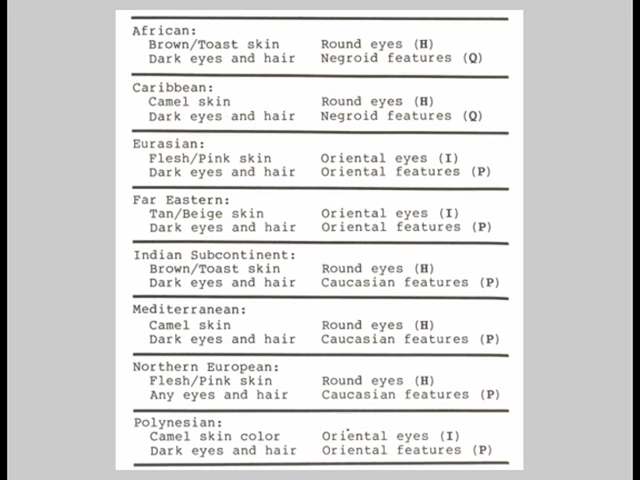 African:
Brown/Toast skin Round eyes (H)
Dark eyes and hair Negroid features (Q)
Caribbean:
Camel skin Round eyes (H)
Dark eyes and hair Negroid features (Q)
Eurasian:
Flesh/Pink skin Oriental eyes (I)
Dark eyes and hair Oriental features (P)
Far Eastern:
Tan/Beige skin Oriental eyes (I)
Dark eyes and hair Oriental features (P)
Indian Subcontinent:
Brown/Toast skin Round eyes (H)
Dark eyes and hair Caucasian features (P)
Mediterranean:
Camel skin Round eyes (H)
Dark eyes and hair Caucasian features (P)
Northern European:
Flesh/Pink skin Round eyes (H)
Any eyes and hair Caucasian features (P)
Polynesian:
Camel skin color Oriental eyes (I)
Dark eyes and hair Oriental features (P)